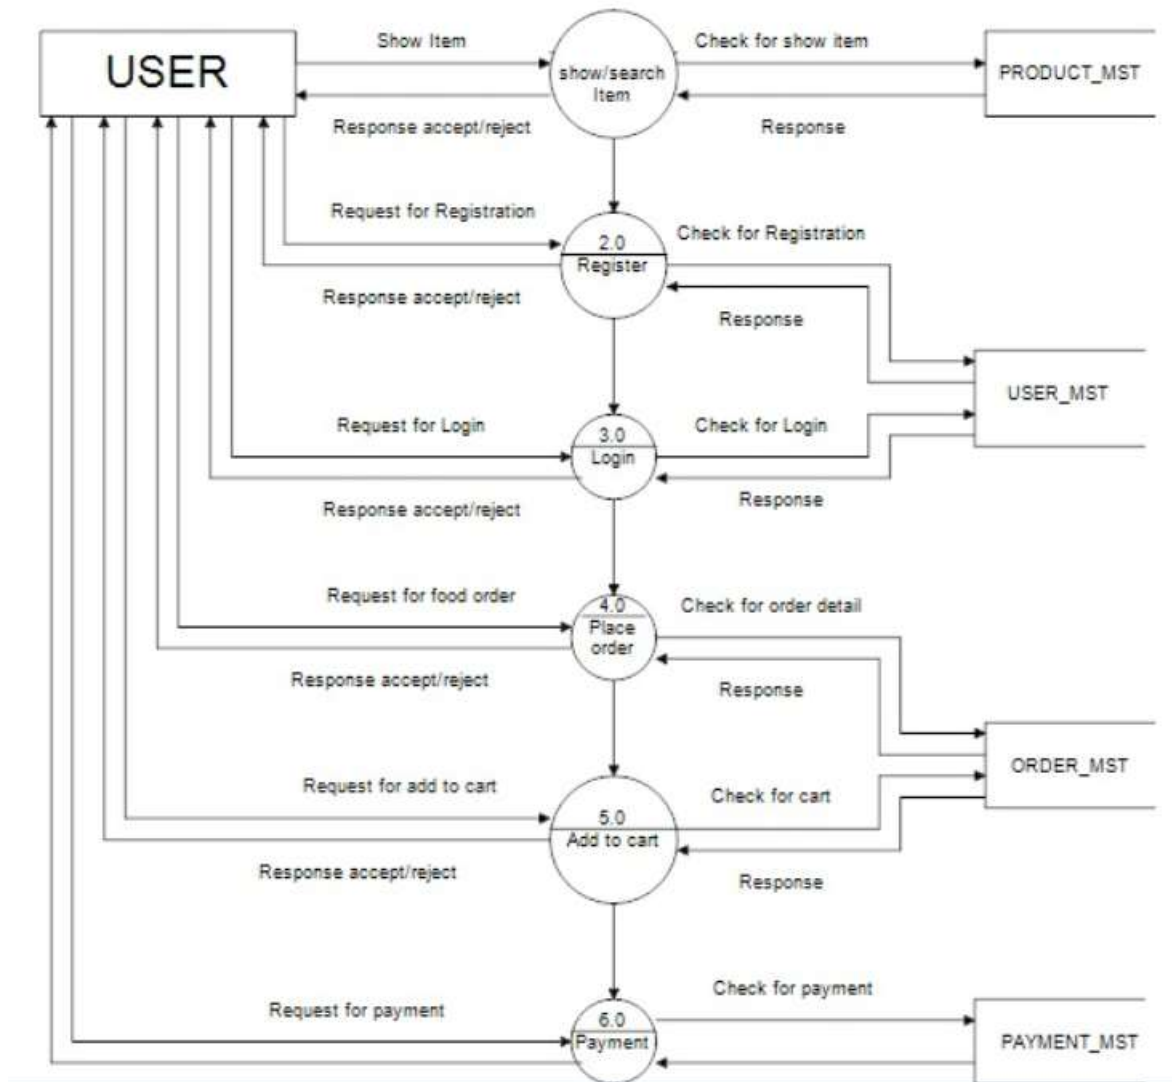 Show Item
Check for show item
USER
show/search
Item
PRODUCT_MST
Response accept/reject
Response
Request for Registration
2.0
Register
Check for Registration
Response accept/reject
Response
USER_MST
Request for Login
3.0
Login
Check for Login
Response accept/reject
Response
Request for food order
4.0
Place
order
Check for order detail
Response accept/reject
Response
ORDER_MST
Request for add to cart
5.0
Add to cart
Check for cart
Response accept/reject
Response
Check for payment
Request for payment
6.0
Payment
PAYMENT_MST